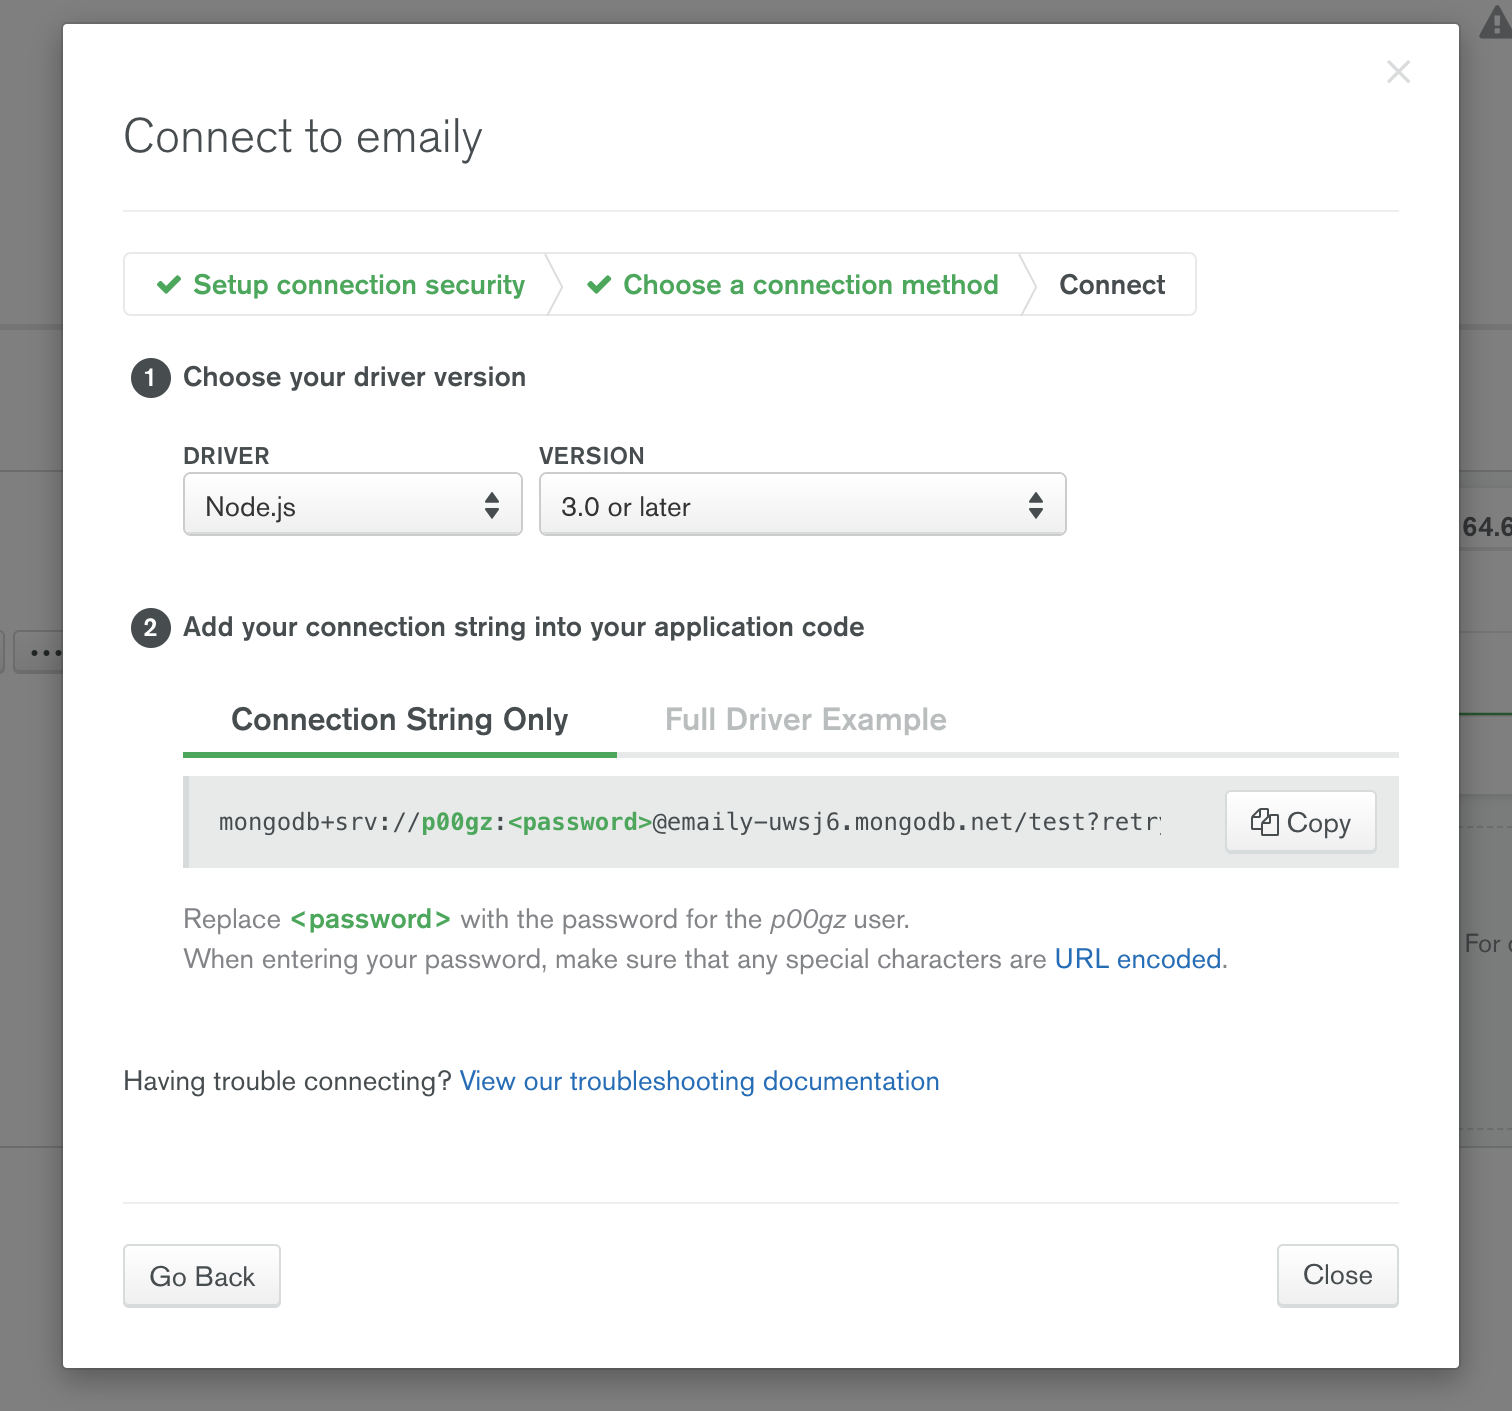 Connect to emaily
Setup connection security
Choose a connection method
Connect
1 Choose your driver version
DRIVER
VERSION
Node.js
3.0 or later
64.6
2 Add your connection string into your application code
Connection String Only
Full Driver Example
mongodb+srv://p00gz:<password>@emaily-uwsj6.mongodb.net/test?retr
Copy
Replace <password> with the password for the p00gz user.
When entering your password, make sure that any special characters are URL encoded.
For
Having trouble connecting? View our troubleshooting documentation
Go Back
Close